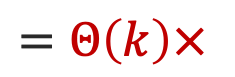 = Θ(k)×